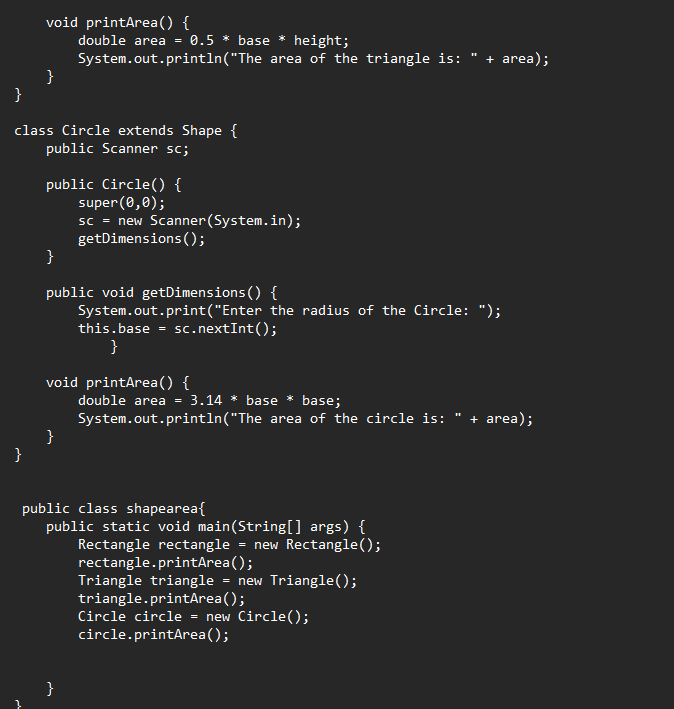 void printArea() {
double area = 0.5 * base * height;
System.out.println("The area of the triangle is: " + area);
}
}
class Circle extends Shape {
public Scanner sc;
public Circle() {
super(0,0);
sc = new Scanner(System.in);
getDimensions();
}
public void getDimensions() {
System.out.print("Enter the radius of the Circle: ");
this.base = sc.nextInt();
}
void printArea() {
double area = 3.14 * base * base;
System.out.println("The area of the circle is: " + area);
}
}
public class shapearea{
public static void main(String[] args) {
Rectangle rectangle = new Rectangle();
rectangle.printArea();
Triangle triangle = new Triangle();
triangle.printArea();
Circle circle = new Circle();
circle.printArea();
}
}